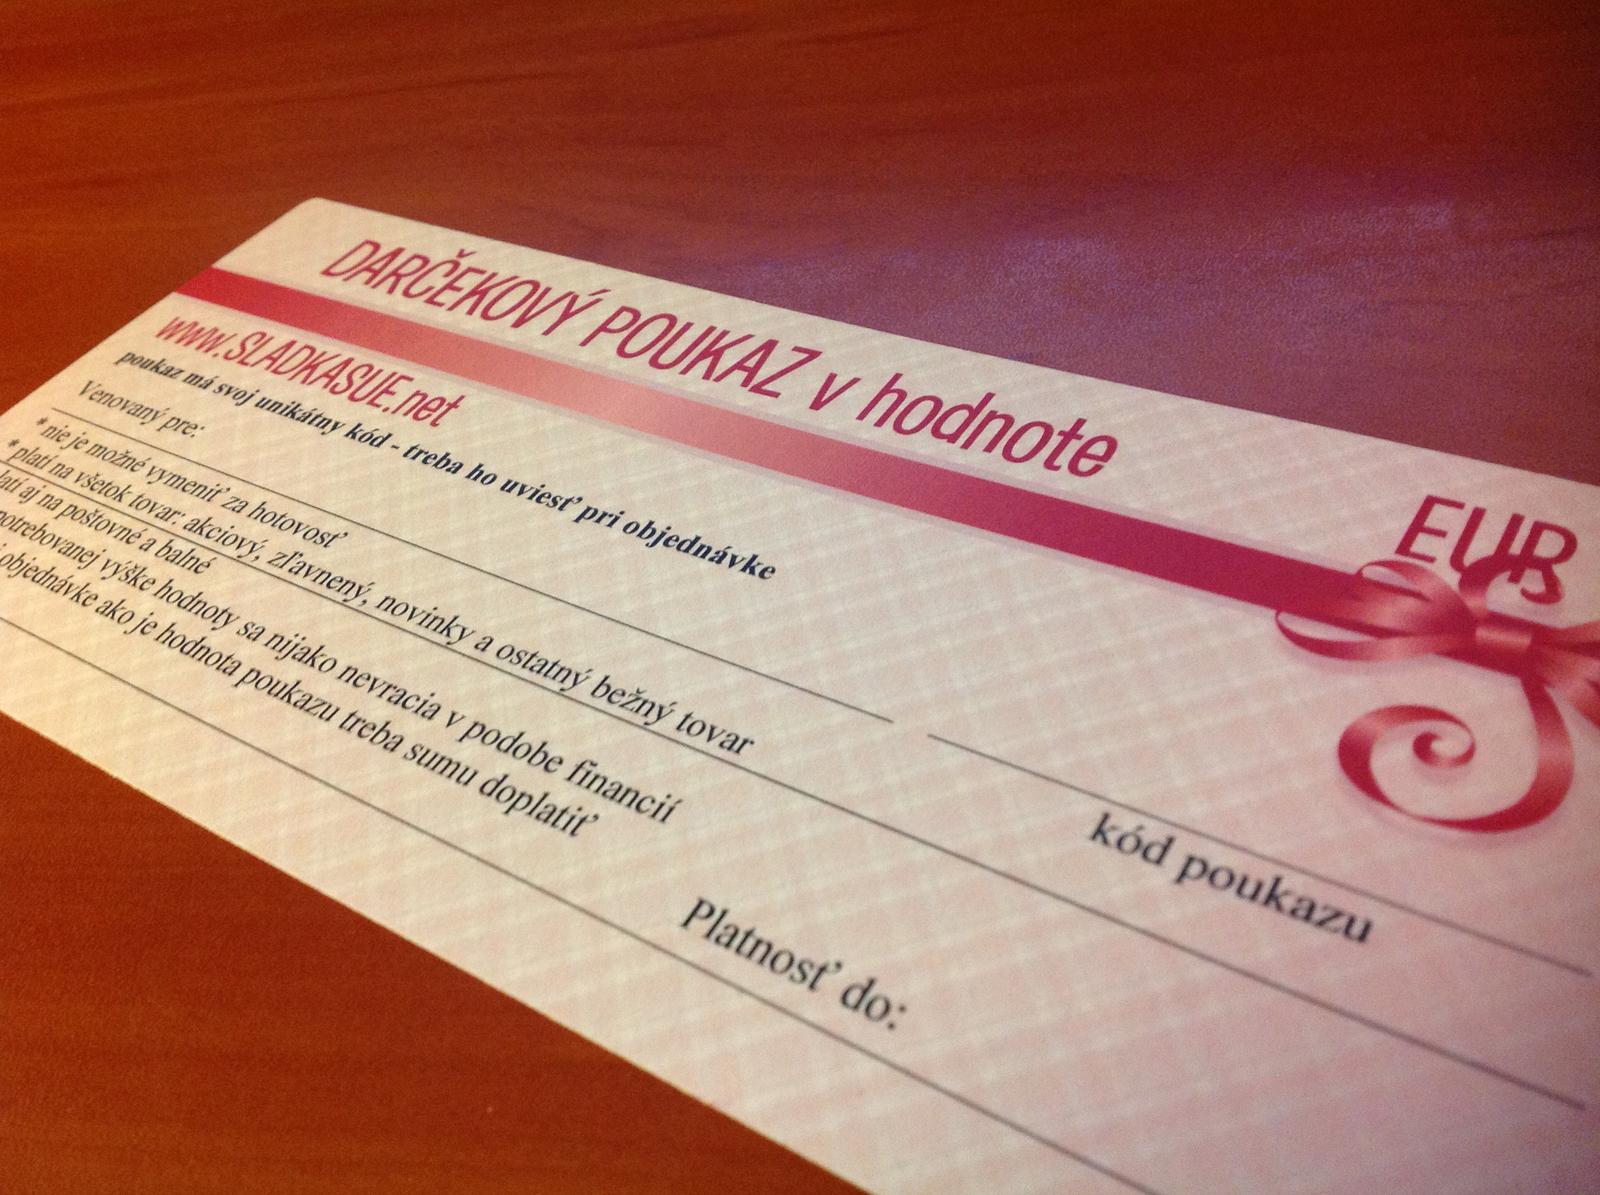 DARČEKOVÝ POUKAZ v hodnote
EUR
www.SLADKASUE.net
poukaz má svoj unikátny kód - treba ho uviesť pri objednávke
Venovaný pre:
* nie je možné vymeniť za hotovosť
* platí na všetok tovar: akciový, zľavnený, novinky a ostatný bežný tovar
aj na poštovné a balné
výške hodnoty sa nijako nevracia v podobe financií
objednávke ako je hodnota poukazu treba sumu doplatiť
kód poukazu
Platnosť do: